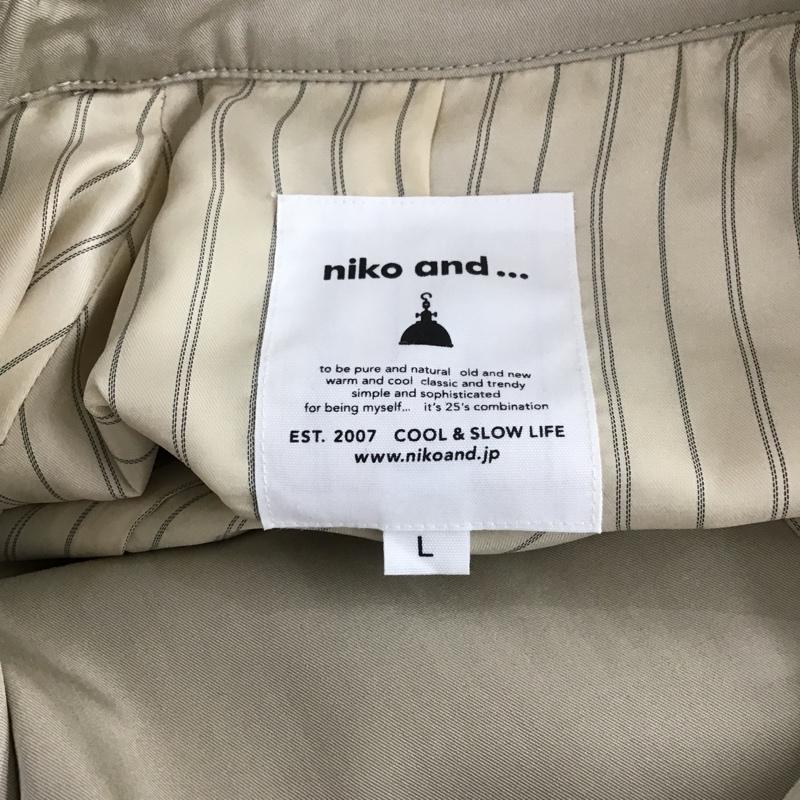 niko and...
to be pure and natural old and new
warm and cool classic and trendy
simple and sophisticated
for being myself... it's 25's combination
EST. 2007 COOL & SLOW LIFE
www.nikoand.jp
L